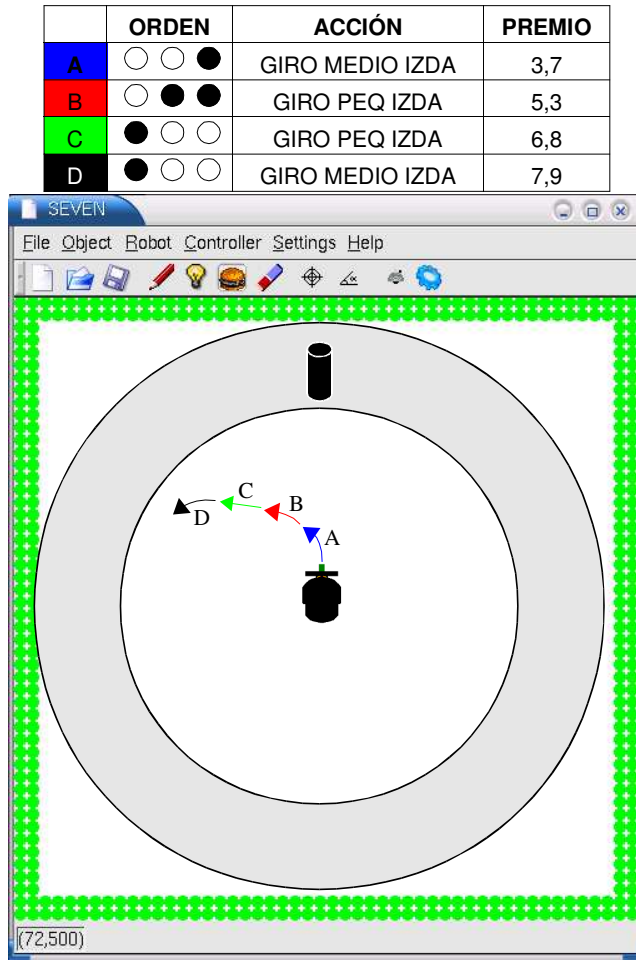 ORDEN ACCIÓN PREMIO
A GIRO MEDIO IZDA 3,7
B GIRO PEQ IZDA 5,3
C GIRO PEQ IZDA 6,8
D GIRO MEDIO IZDA 7,9
SEVEN
File Object Robot Controller Settings Help
C
B
D
A
(72,500)